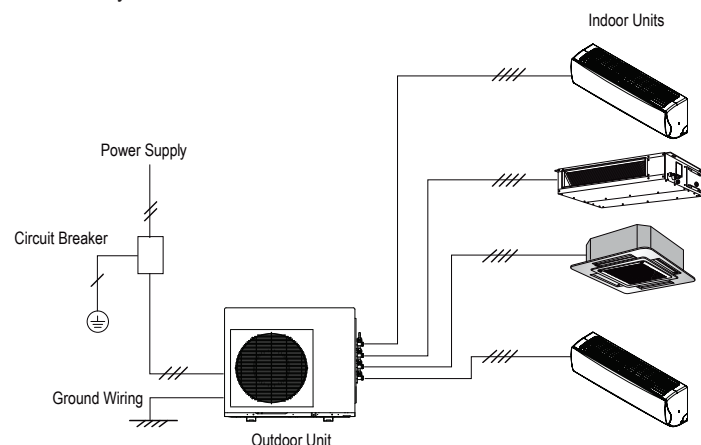 Indoor Units
Power Supply
Circuit Breaker
Ground Wiring
Outdoor Unit